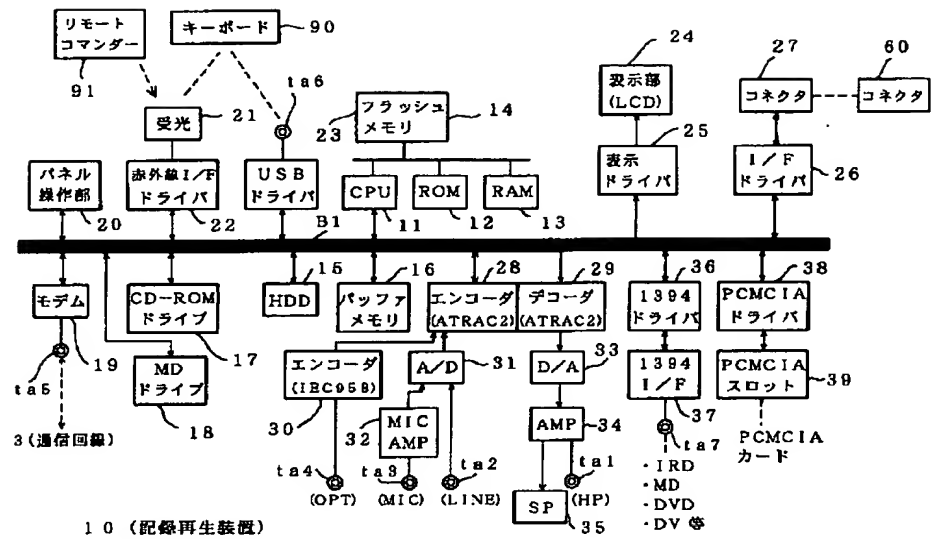 リモート
コマンダー
91
キーボード
90
21
受光
ta6
23
フラッシュ
メモリ
14
24
表示部
(LCD)
27
コネクタ
60
コネクタ
パネル
操作部
20
赤外線I/F
ドライバ
22
USB
ドライバ
CPU
11
ROM
12
RAM
13
25
表示
ドライバ
I/F
ドライバ
26
B1
モデム
19
ta5
3(通信回線)
CD-ROM
ドライブ
17
MD
ドライブ
18
15
HDD
16
バッファ
メモリ
28
エンコーダ
(ATRAC2)
29
デコーダ
(ATRAC2)
36
1394
ドライバ
38
PCMCIA
ドライバ
エンコーダ
(IEC958)
30
A/D
31
32
MIC
AMP
D/A
33
AMP
34
1394
I/F
37
PCMCIA
スロット
39
ta4
(OPT)
ta3
(MIC)
ta2
(LINE)
ta1
(HP)
SP
35
ta7
・IRD
・MD
・DVD
・DV等
PCMCIA
カード
10(記録再生装置)